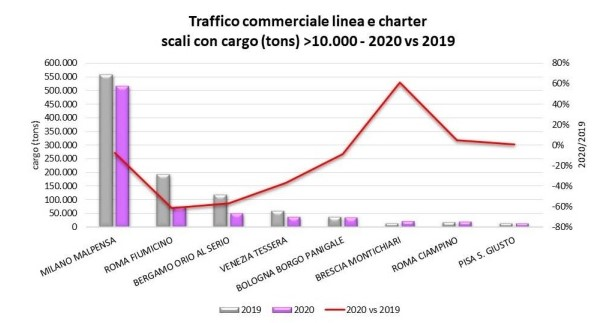 Traffico commerciale linea e charter
scali con cargo (tons) >10.000 - 2020 vs 2019
600.000
550.000
500.000
450.000
400.000
350.000
300.000
250.000
200.000
150.000
100.000
50.000
0
cargo (tons)
80%
60%
40%
20%
0%
-20%
-40%
-60%
-80%
2020/2019
MILANO MALPENSA
ROMA FIUMICINO
BERGAMO ORIO AL SERIO
VENEZIA TESSERA
BOLOGNA BORGO PANIGALE
BRESCIA MONTICHIARI
ROMA CIAMPINO
PISA S. GIUSTO
2019
2020
2020 vs 2019